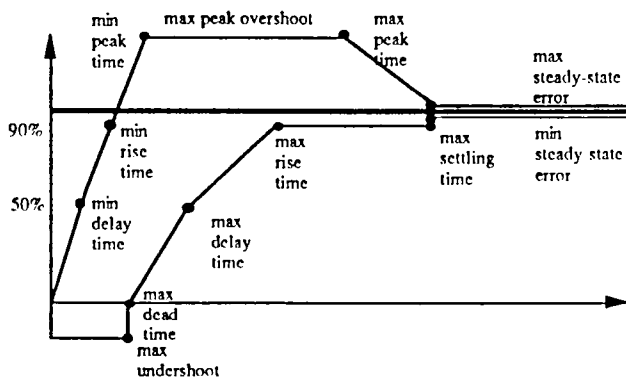 min
peak
time
max peak overshoot
max
peak
time
max
steady-state
error
90%
min
rise
time
max
rise
time
max
settling
time
min
steady-state
error
50%
min
delay
time
max
delay
time
max
dead
time
max
undershoot